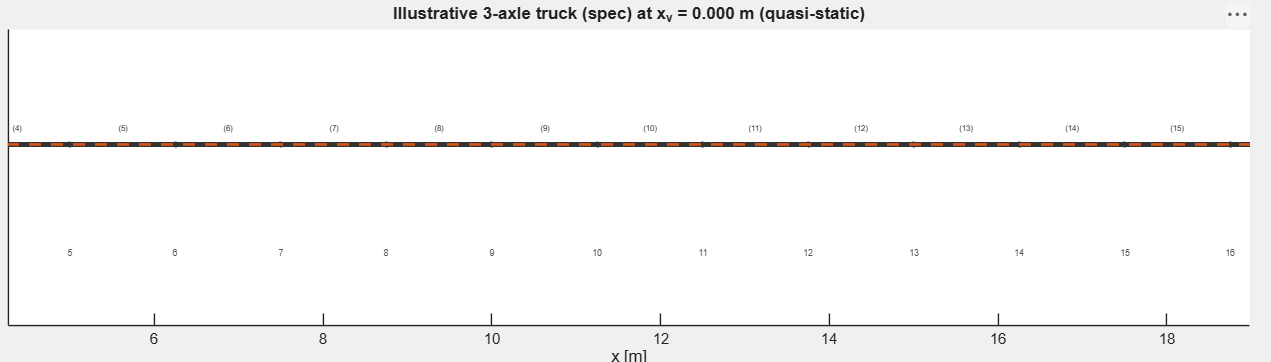 Illustrative 3-axle truck (spec) at xᵥ = 0.000 m (quasi-static)
(4) (5) (6) (7) (8) (9) (10) (11) (12) (13) (14) (15)
5 6 7 8 9 10 11 12 13 14 15 16
6 8 10 12 14 16 18
x [m]